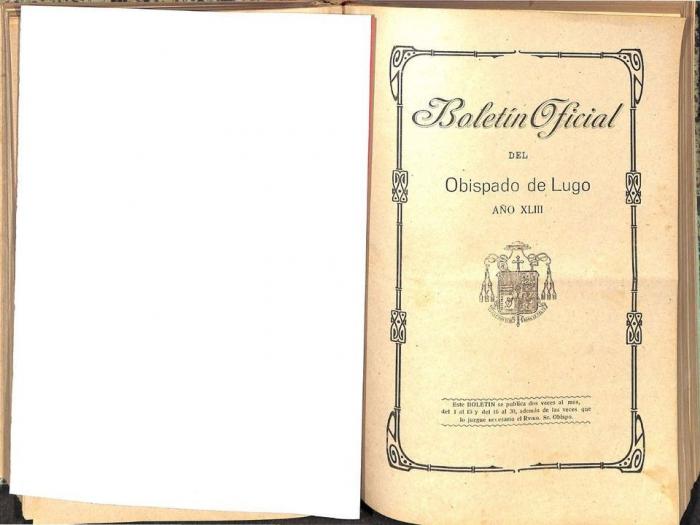 Boletín Oficial
DEL
Obispado de Lugo
AÑO XLIII
Este BOLETIN se publica dos veces al mes,
del 1 al 15 y del 16 al 30, además de las veces que
lo juzgue necesario el Rvmo. Sr. Obispo.